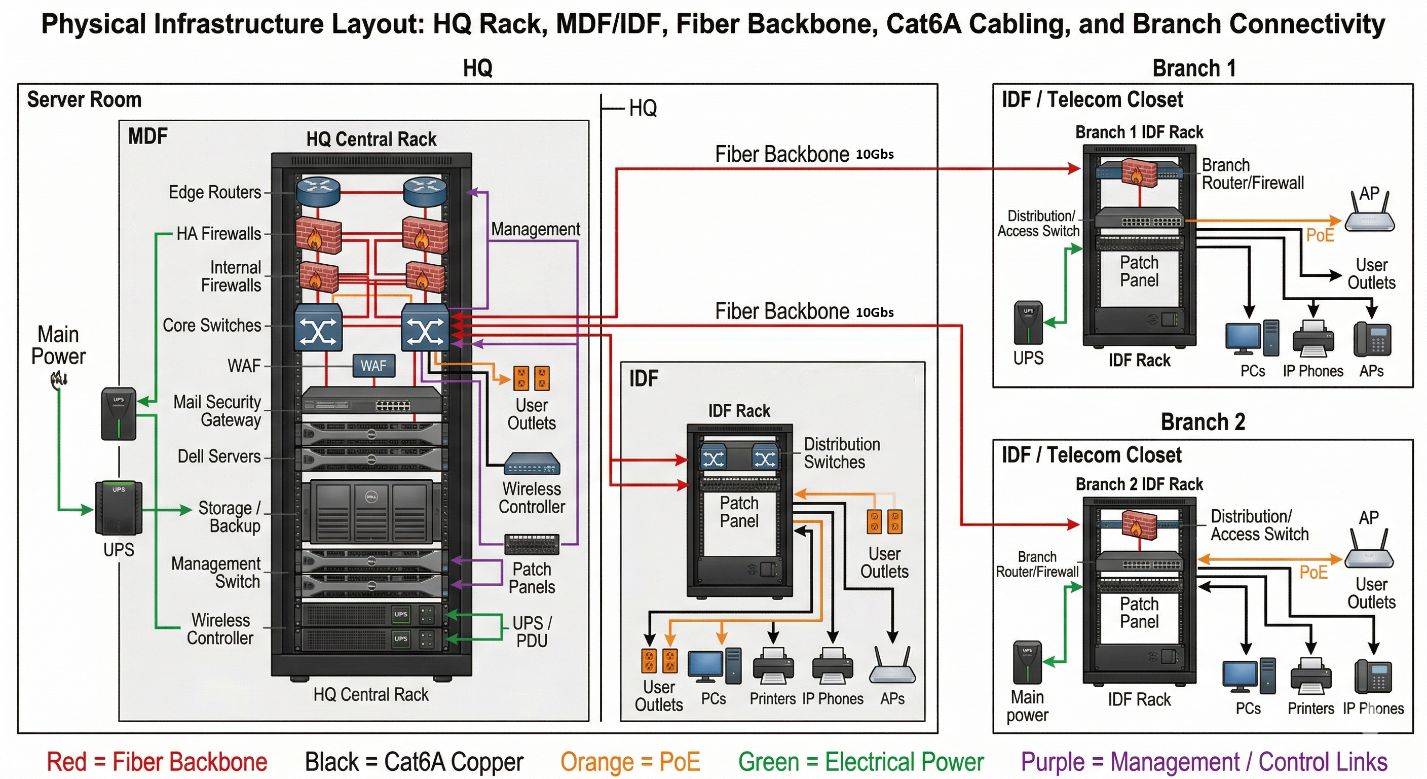 Physical Infrastructure Layout: HQ Rack, MDF/IDF, Fiber Backbone, Cat6A Cabling, and Branch Connectivity
HQ
Server Room
MDF
HQ Central Rack
Edge Routers
HA Firewalls
Internal
Firewalls
Core Switches
WAF
WAF
Mail Security
Gateway
Dell Servers
Storage /
Backup
Management
Switch
Wireless
Controller
HQ Central Rack
Main
Power
UPS
UPS
UPS
UPS
UPS
Management
User
Outlets
Wireless
Controller
Patch
Panels
UPS /
PDU
HQ
Fiber Backbone 10Gbs
Fiber Backbone 10Gbs
IDF
IDF Rack
Distribution
Switches
Patch
Panel
User
Outlets
User
Outlets
PCs
Printers
IP Phones
APs
Branch 1
IDF / Telecom Closet
Branch 1 IDF Rack
Branch
Router/Firewall
Distribution/
Access Switch
AP
PoE
Patch
Panel
User
Outlets
UPS
UPS
IDF Rack
PCs
IP Phones
APs
Branch 2
IDF / Telecom Closet
Branch 2 IDF Rack
Distribution/
Access Switch
Branch
Router/Firewall
AP
PoE
Patch
Panel
User
Outlets
UPS
Main
power
IDF Rack
PCs
Printers
IP Phones
Red = Fiber Backbone
Black = Cat6A Copper
Orange = PoE
Green = Electrical Power
Purple = Management / Control Links